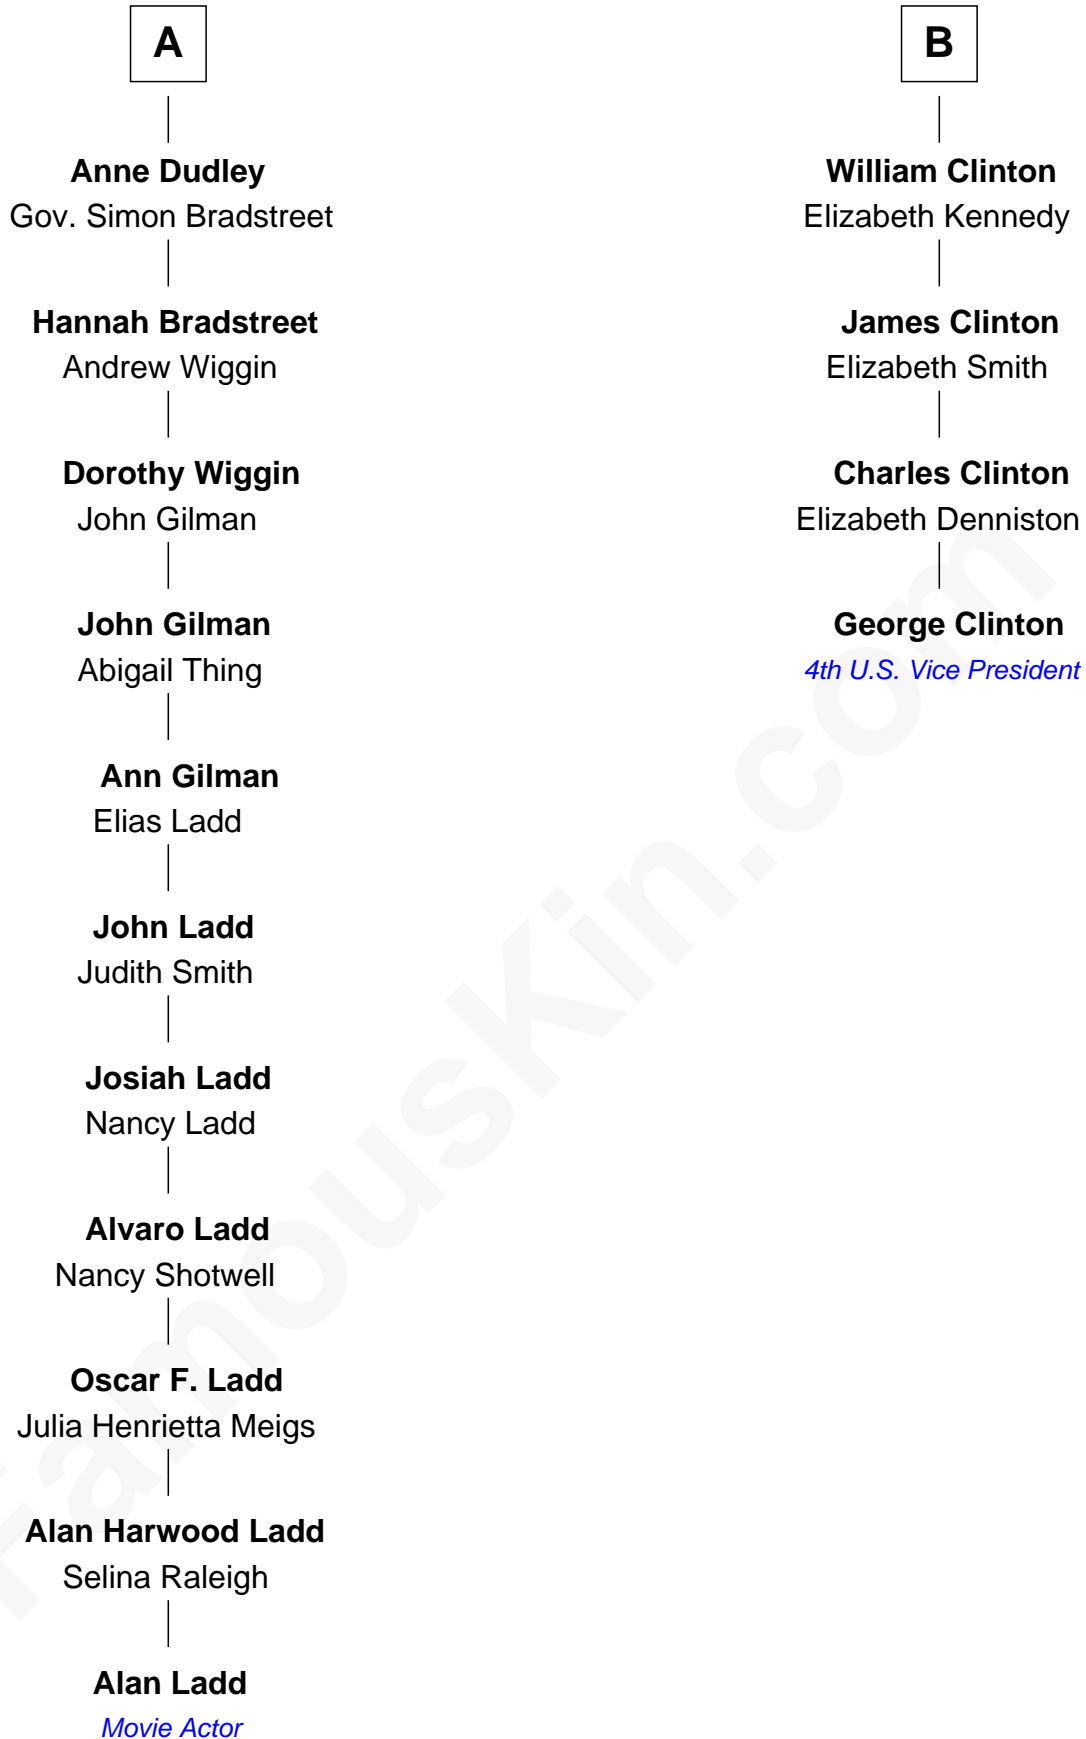 A
Anne Dudley
Gov. Simon Bradstreet
Hannah Bradstreet
Andrew Wiggin
Dorothy Wiggin
John Gilman
John Gilman
Abigail Thing
Ann Gilman
Elias Ladd
John Ladd
Judith Smith
Josiah Ladd
Nancy Ladd
Alvaro Ladd
Nancy Shotwell
Oscar F. Ladd
Julia Henrietta Meigs
Alan Harwood Ladd
Selina Raleigh
Alan Ladd
Movie Actor
B
William Clinton
Elizabeth Kennedy
James Clinton
Elizabeth Smith
Charles Clinton
Elizabeth Denniston
George Clinton
4th U.S. Vice President
FamousKin.com